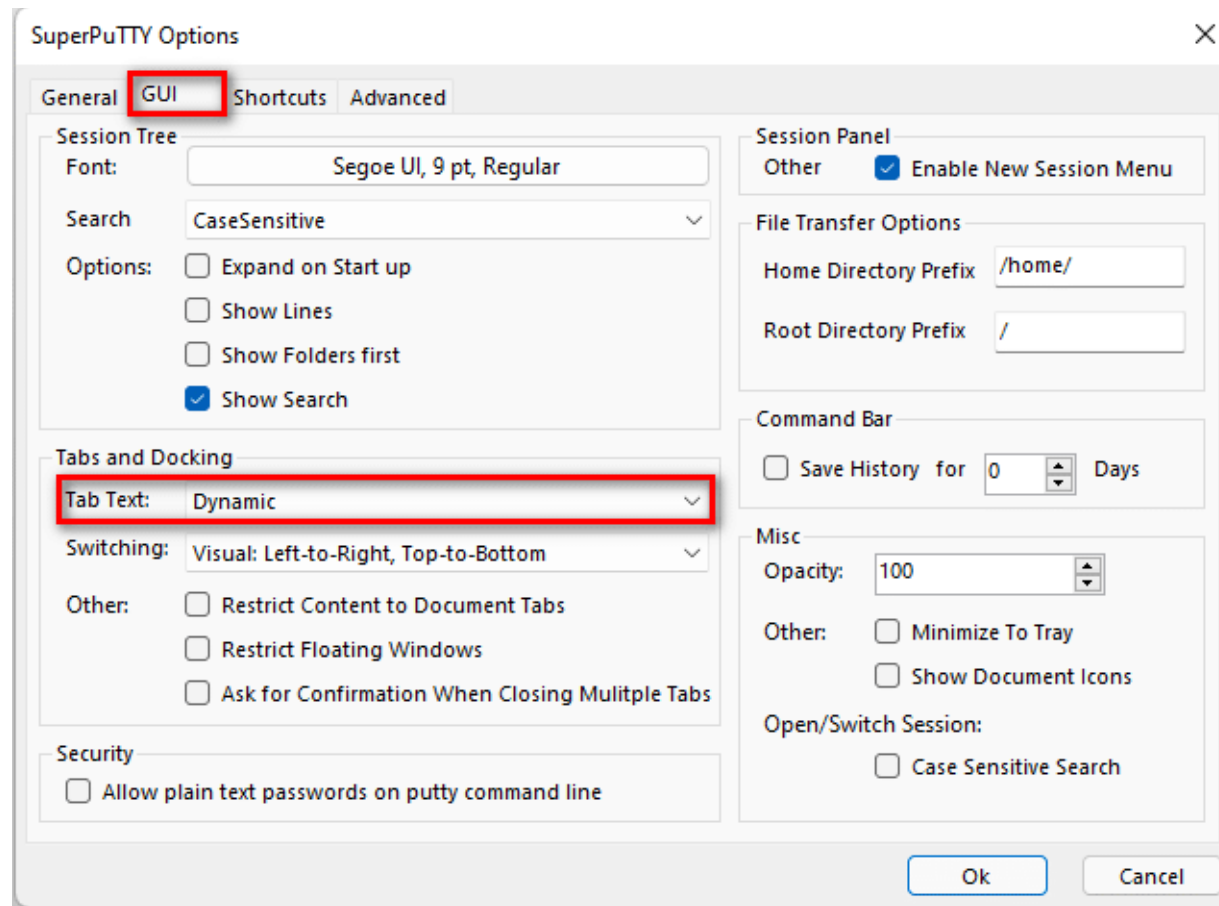 SuperPuTTY Options
General GUI Shortcuts Advanced
Session Tree
Font: Segoe UI, 9 pt, Regular
Search CaseSensitive
Options: Expand on Start up
Show Lines
Show Folders first
Show Search
Tabs and Docking
Tab Text: Dynamic
Switching: Visual: Left-to-Right, Top-to-Bottom
Other: Restrict Content to Document Tabs
Restrict Floating Windows
Ask for Confirmation When Closing Mulitple Tabs
Security
Allow plain text passwords on putty command line
Session Panel
Other Enable New Session Menu
File Transfer Options
Home Directory Prefix /home/
Root Directory Prefix /
Command Bar
Save History for 0 Days
Misc
Opacity: 100
Other: Minimize To Tray
Show Document Icons
Open/Switch Session:
Case Sensitive Search
Ok Cancel